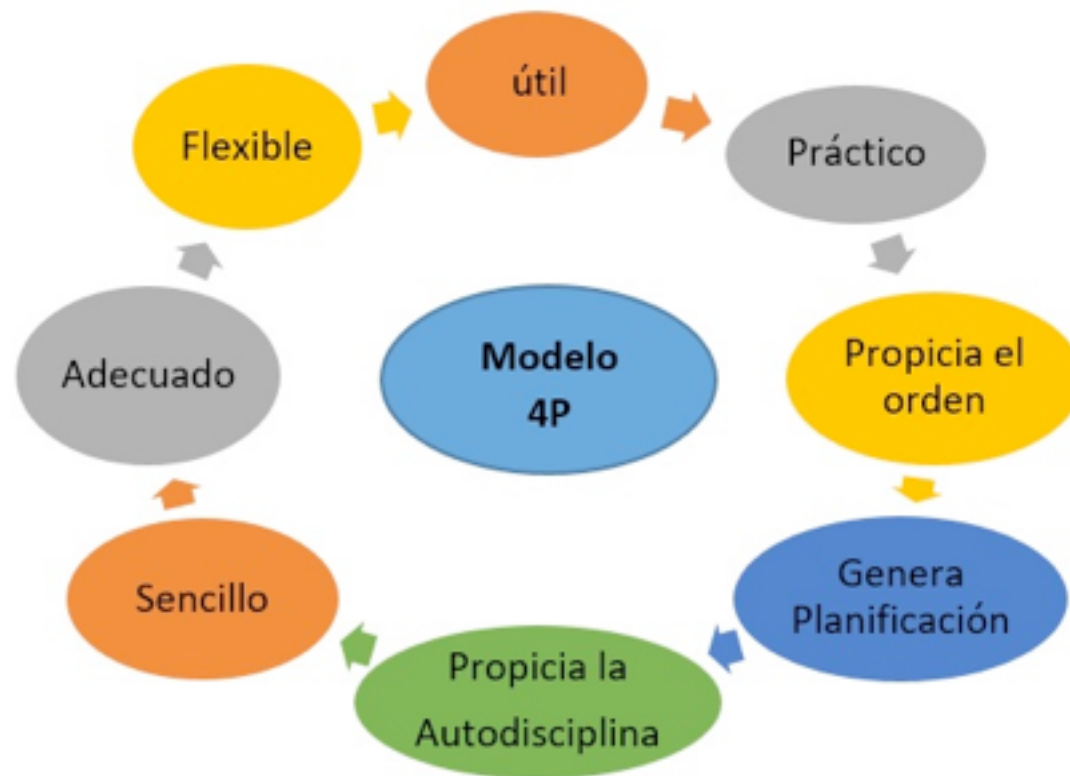 útil
Flexible
Práctico
Propicia el
orden
Modelo
4P
Adecuado
Genera
Planificación
Sencillo
Propicia la
Autodisciplina